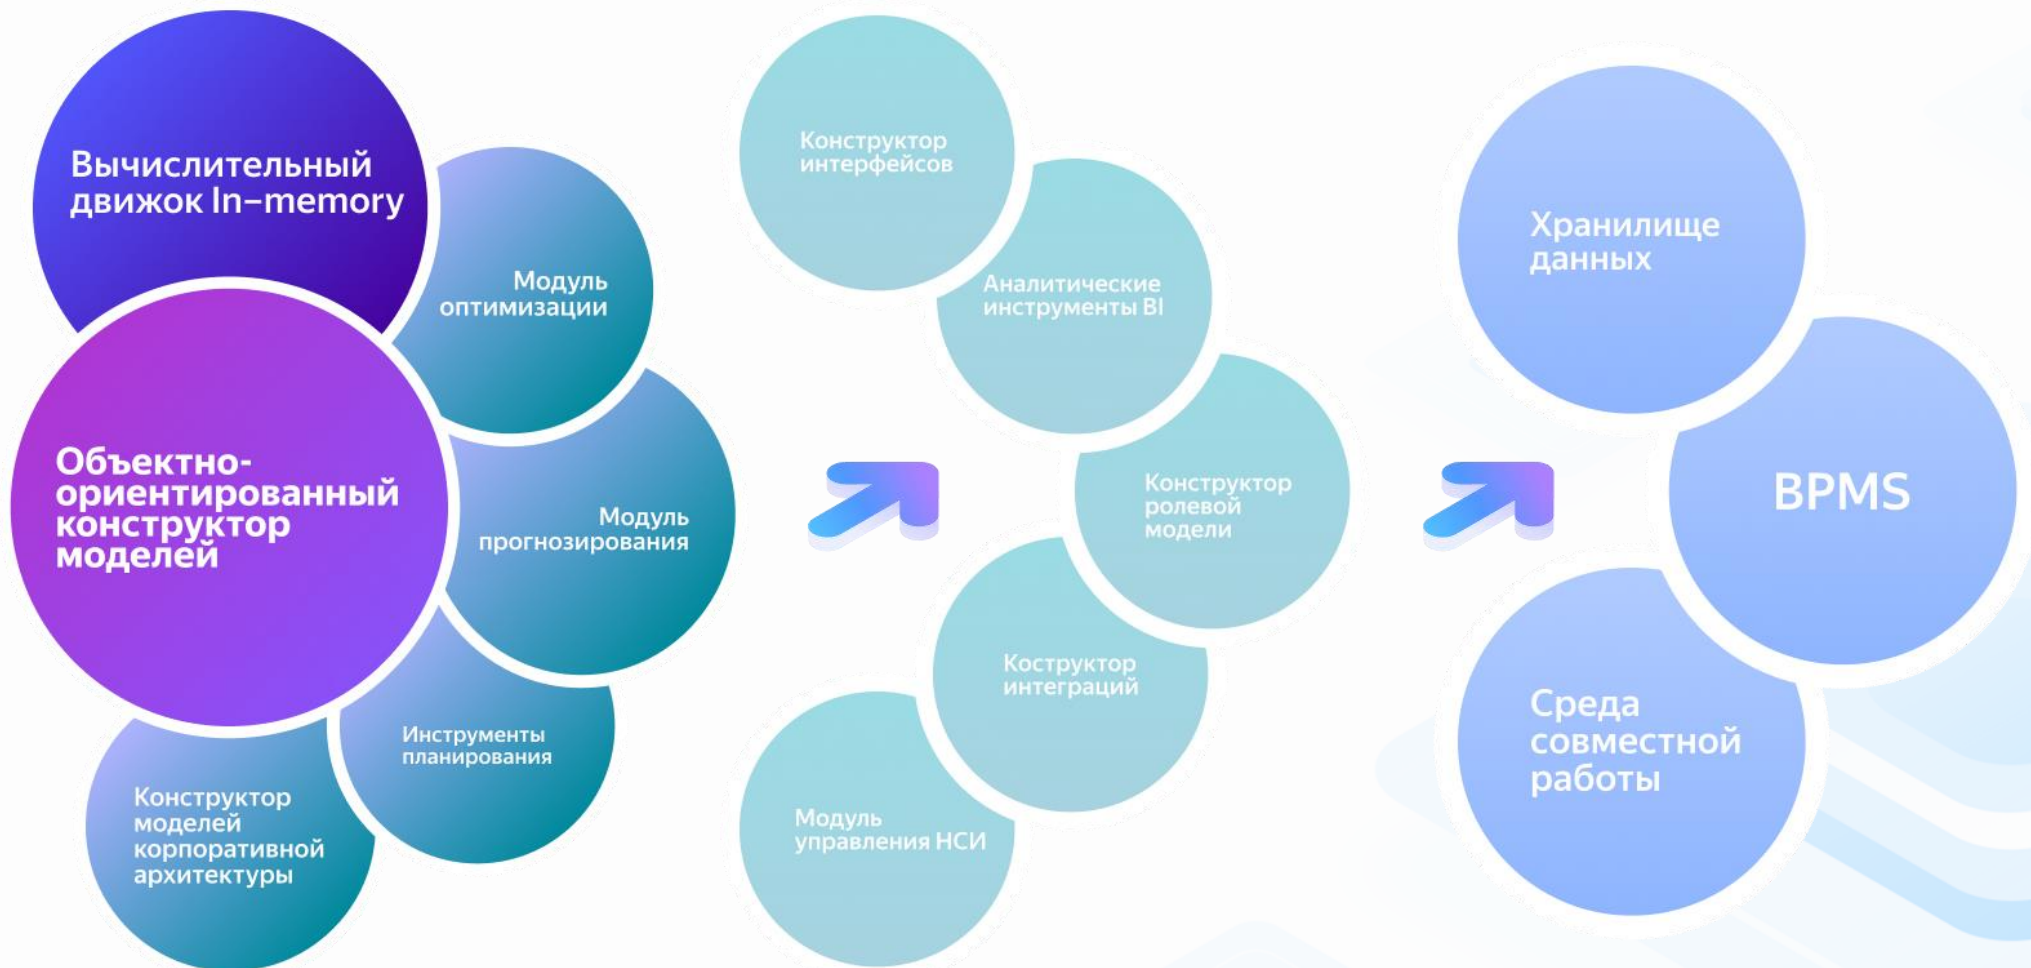 Вычислительный
движок In-memory
Модуль
оптимизации
Объектно-
ориентированный
конструктор
моделей
Модуль
прогнозирования
Инструменты
планирования
Конструктор
моделей
корпоративной
архитектуры
Конструктор
интерфейсов
Аналитические
инструменты BI
Конструктор
ролевой
модели
Коструктор
интеграций
Модуль
управления НСИ
Хранилище
данных
BPMS
Среда
совместной
работы